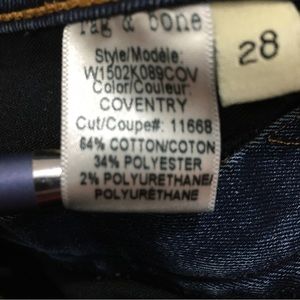 rag & bone
Style/Modèle:
W1502K089COV
Color/Couleur:
COVENTRY
Cut/Coupe#: 11668
64% COTTON/COTON
34% POLYESTER
2% POLYURETHANE/
POLYURÉTHANE
28